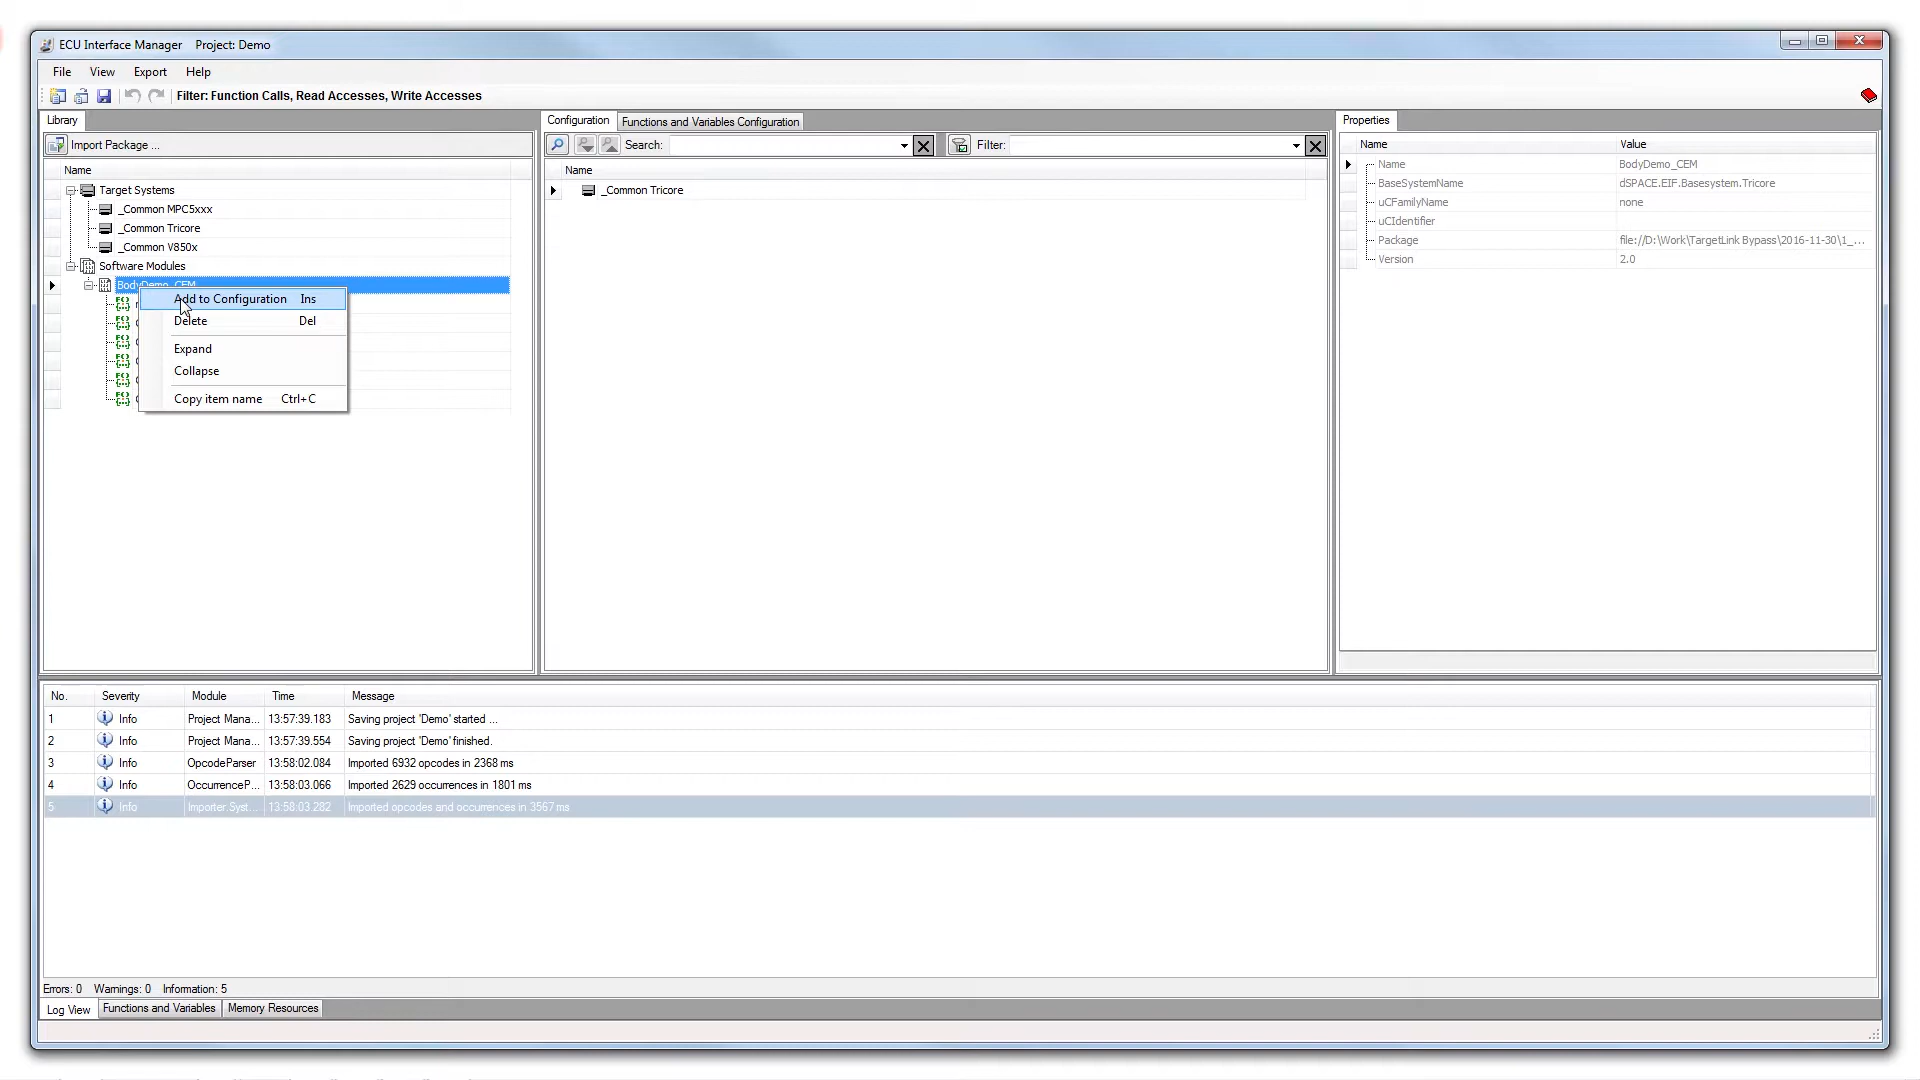 ECU Interface Manager Project: Demo
File View Export Help
Filter: Function Calls, Read Accesses, Write Accesses
Library
Import Package ...
Name
Target Systems
_Common MPC5xxx
_Common Tricore
_Common V850x
Software Modules
BodyDemo_CEM
Add to Configuration Ins
Delete Del
Expand
Collapse
Copy item name Ctrl+C
Configuration Functions and Variables Configuration
Search: Filter:
Name
_Common Tricore
Properties
Name Value
Name BodyDemo_CEM
BaseSystemName dSPACE.EIF.Basesystem.Tricore
uCFamilyName none
uCIdentifier
Package file://D:\Work\TargetLink Bypass\2016-11-30\1_...
Version 2.0
No. Severity Module Time Message
1 Info Project Mana... 13:57:39.183 Saving project 'Demo' started ...
2 Info Project Mana... 13:57:39.554 Saving project 'Demo' finished.
3 Info OpcodeParser 13:58:02.084 Imported 6932 opcodes in 2368 ms
4 Info OccurrenceP... 13:58:03.066 Imported 2629 occurrences in 1801 ms
5 Info Importer.Syst... 13:58:03.282 Imported opcodes and occurrences in 3567 ms
Errors: 0 Warnings: 0 Information: 5
Log View Functions and Variables Memory Resources